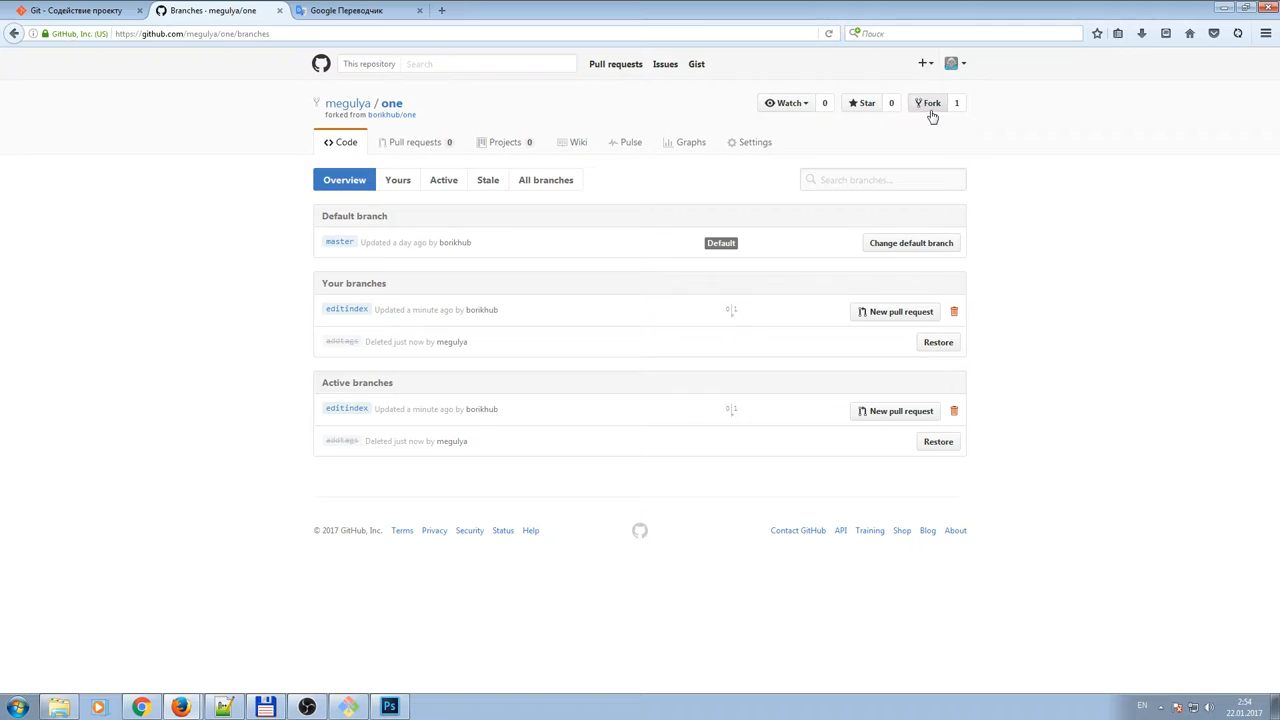 Git - Содействие проекту
Branches · megulya/one
Google Переводчик
GitHub, Inc. (US)
https://github.com/megulya/one/branches
Поиск
This repository
Search
Pull requests
Issues
Gist
megulya / one
forked from borikhub/one
Watch 0
Star 0
Fork 1
Code
Pull requests 0
Projects 0
Wiki
Pulse
Graphs
Settings
Overview
Yours
Active
Stale
All branches
Search branches...
Default branch
master Updated a day ago by borikhub
Default
Change default branch
Your branches
editindex Updated a minute ago by borikhub
0 1
New pull request
addtags Deleted just now by megulya
Restore
Active branches
editindex Updated a minute ago by borikhub
0 1
New pull request
addtags Deleted just now by megulya
Restore
© 2017 GitHub, Inc. Terms Privacy Security Status Help
Contact GitHub API Training Shop Blog About
Ps
EN
2:54
22.01.2017